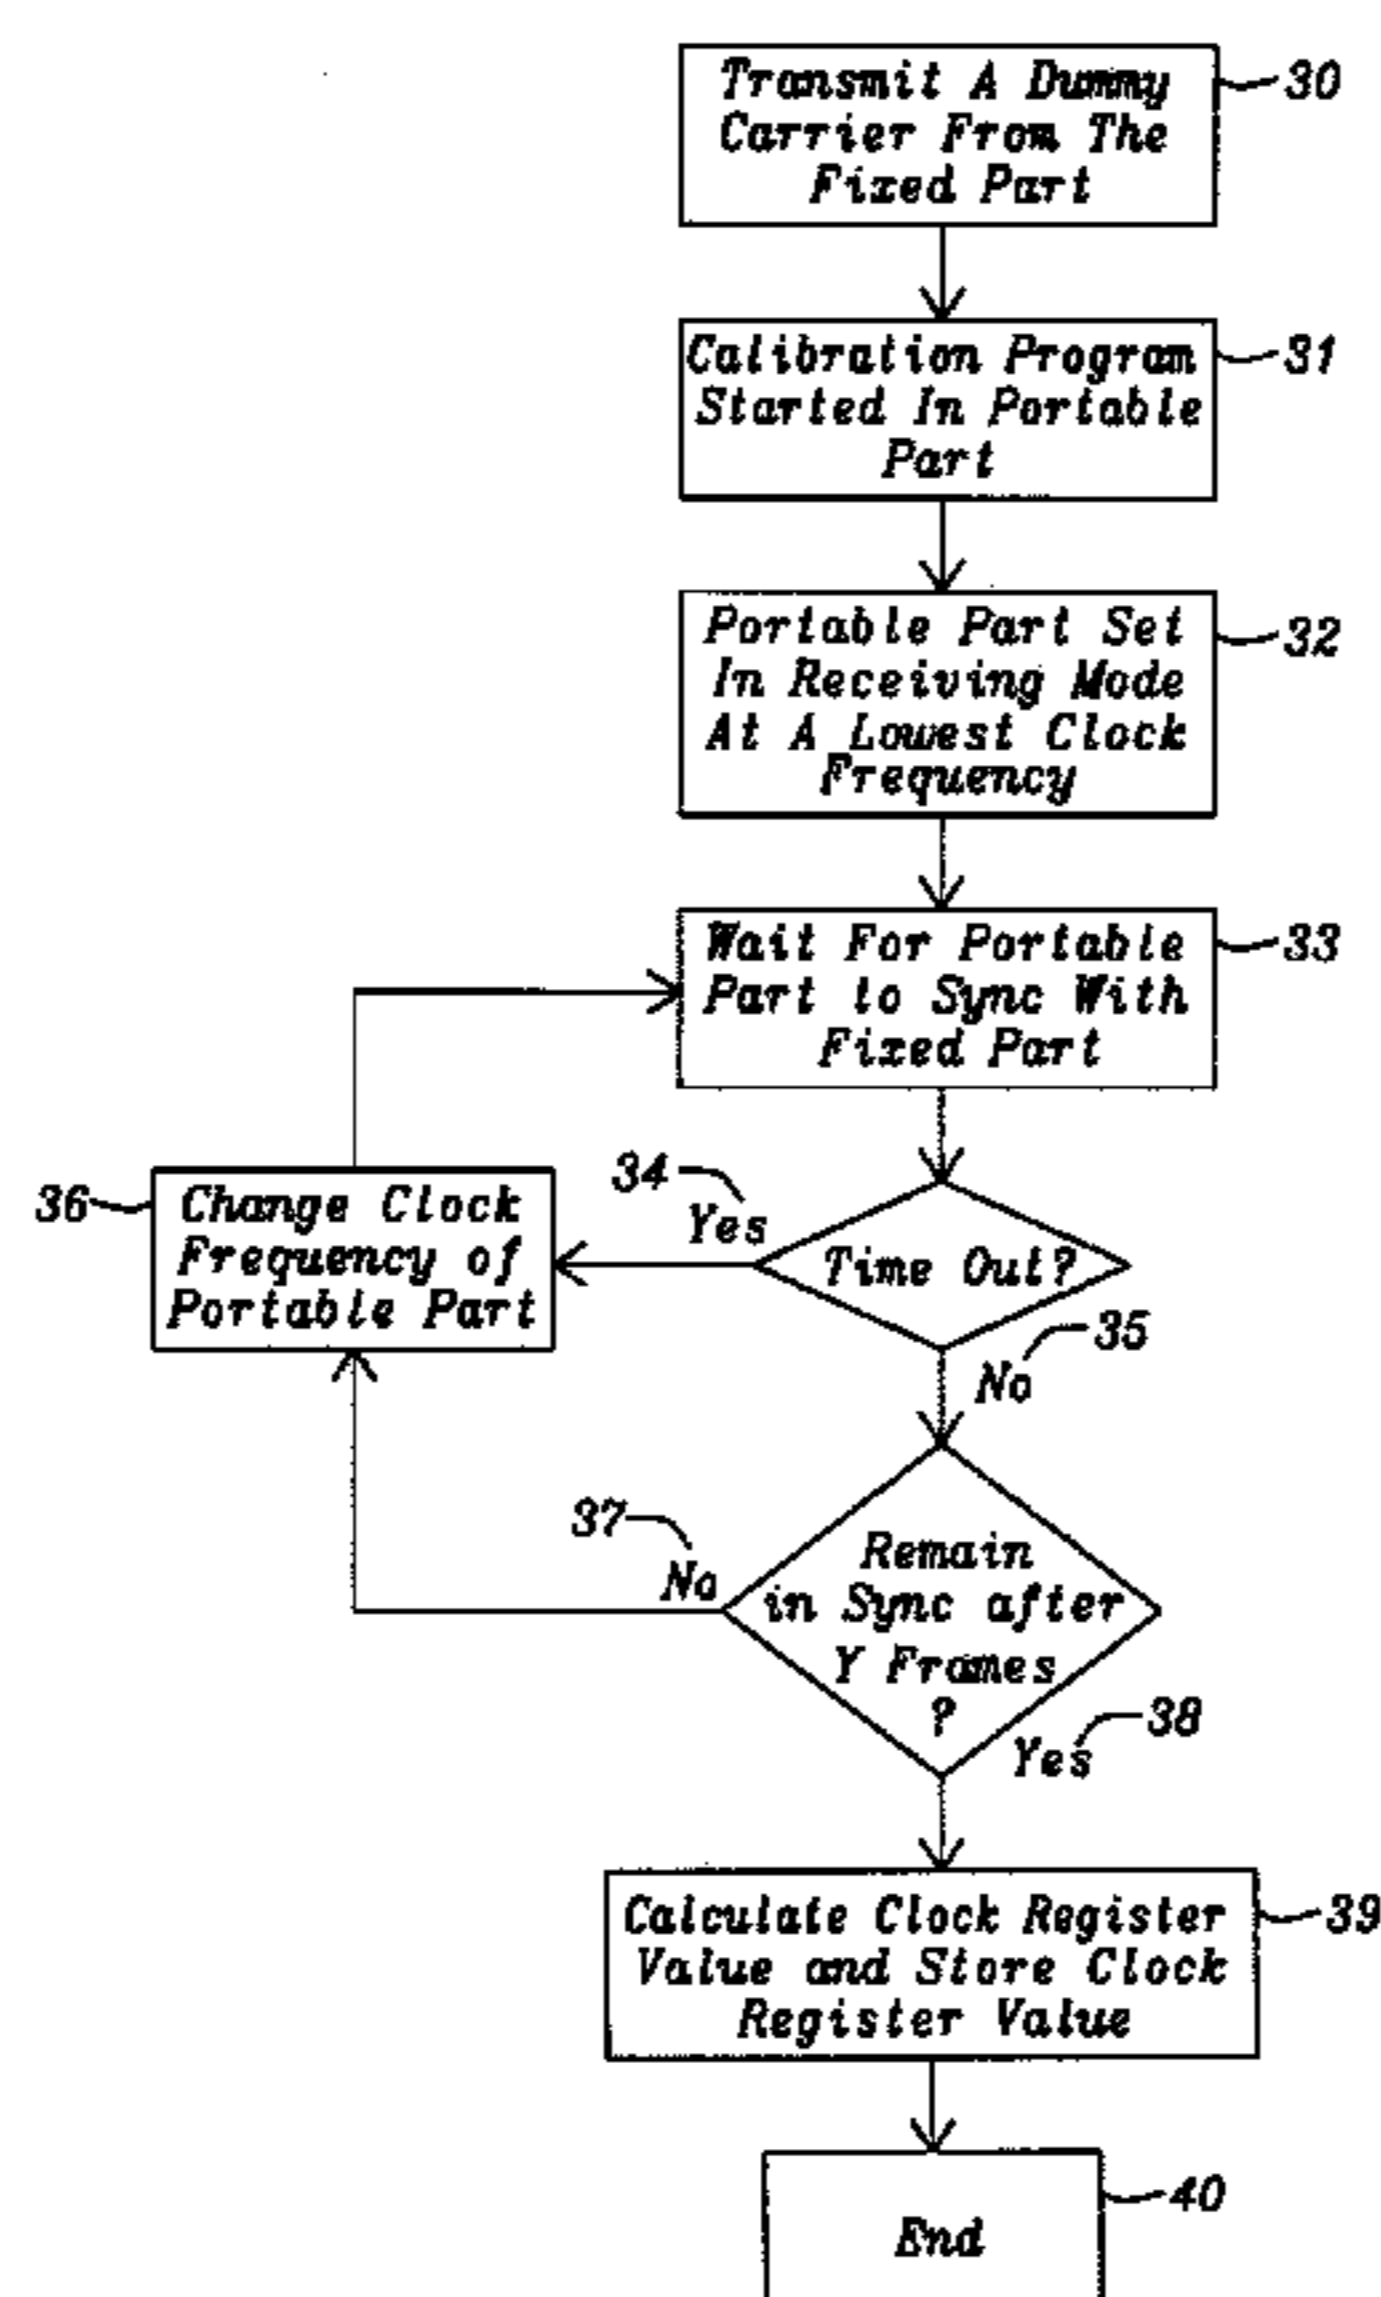 Transmit A Dummy
Carrier From The
Fixed Part
30
Calibration Program
Started In Portable
Part
31
Portable Part Set
In Receiving Mode
At A Lowest Clock
Frequency
32
Wait For Portable
Part to Sync With
Fixed Part
33
34
Yes
Time Out?
35
No
36
Change Clock
Frequency of
Portable Part
37
No
Remain
in Sync after
Y Frames
?
38
Yes
Calculate Clock Register
Value and Store Clock
Register Value
39
End
40